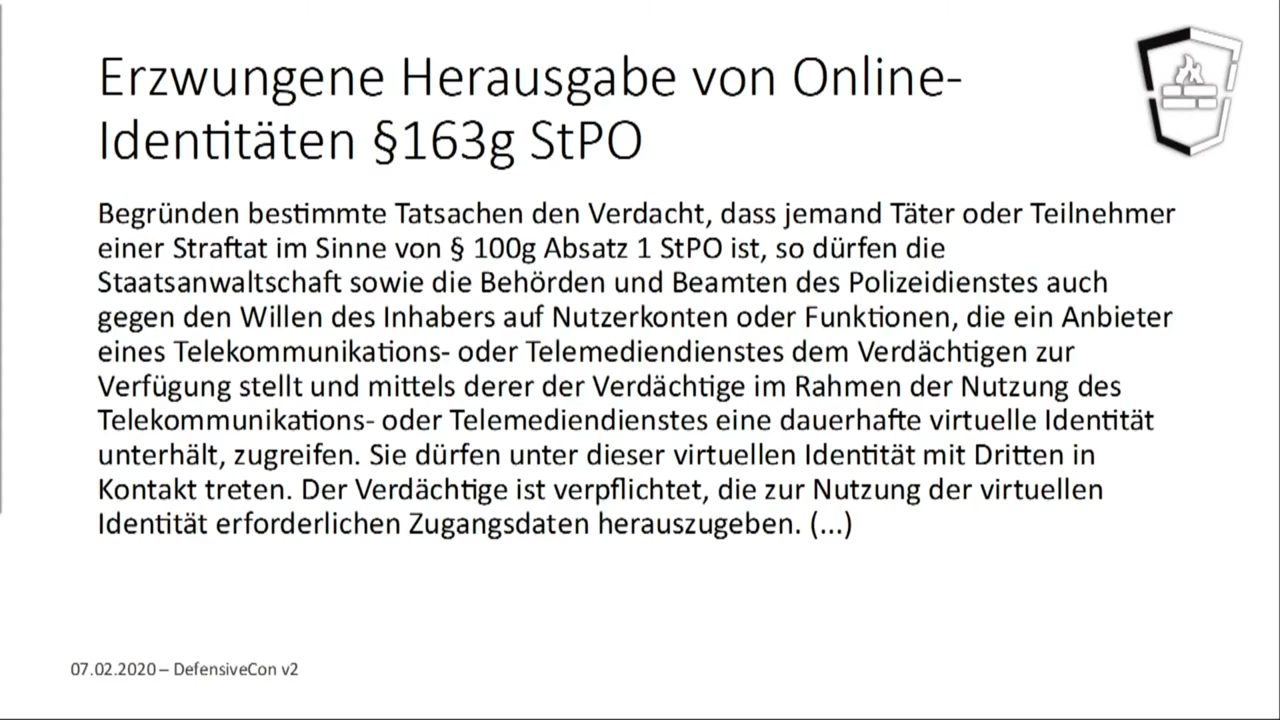 Erzwungene Herausgabe von Online-
Identitäten §163g StPO
Begründen bestimmte Tatsachen den Verdacht, dass jemand Täter oder Teilnehmer
einer Straftat im Sinne von § 100g Absatz 1 StPO ist, so dürfen die
Staatsanwaltschaft sowie die Behörden und Beamten des Polizeidienstes auch
gegen den Willen des Inhabers auf Nutzerkonten oder Funktionen, die ein Anbieter
eines Telekommunikations- oder Telemediendienstes dem Verdächtigen zur
Verfügung stellt und mittels derer der Verdächtige im Rahmen der Nutzung des
Telekommunikations- oder Telemediendienstes eine dauerhafte virtuelle Identität
unterhält, zugreifen. Sie dürfen unter dieser virtuellen Identität mit Dritten in
Kontakt treten. Der Verdächtige ist verpflichtet, die zur Nutzung der virtuellen
Identität erforderlichen Zugangsdaten herauszugeben. (...)
07.02.2020 – DefensiveCon v2